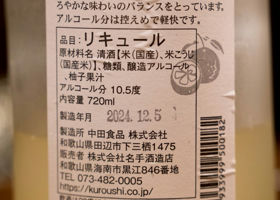 ろやかな味わいのバランスをとっています。
アルコール分は控えめで軽快です。
品目：リキュール
原材料名：清酒【米（国産）、米こうじ
（国産米）】、糖類、醸造アルコール
、柚子果汁
アルコール分 10.5度
内容量 720ml
製造年月 2024.12.5
製造所 中田食品 株式会社
和歌山県田辺市下三栖1475
販売者 株式会社名手酒造店
和歌山県海南市黒江846番地
TEL 073-482-0005
https://kuroushi.co.jp/
935999500182